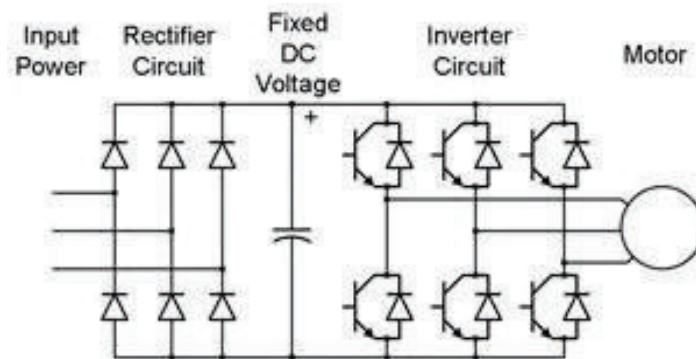 Input
Power
Rectifier
Circuit
Fixed
DC
Voltage
+
Inverter
Circuit
Motor